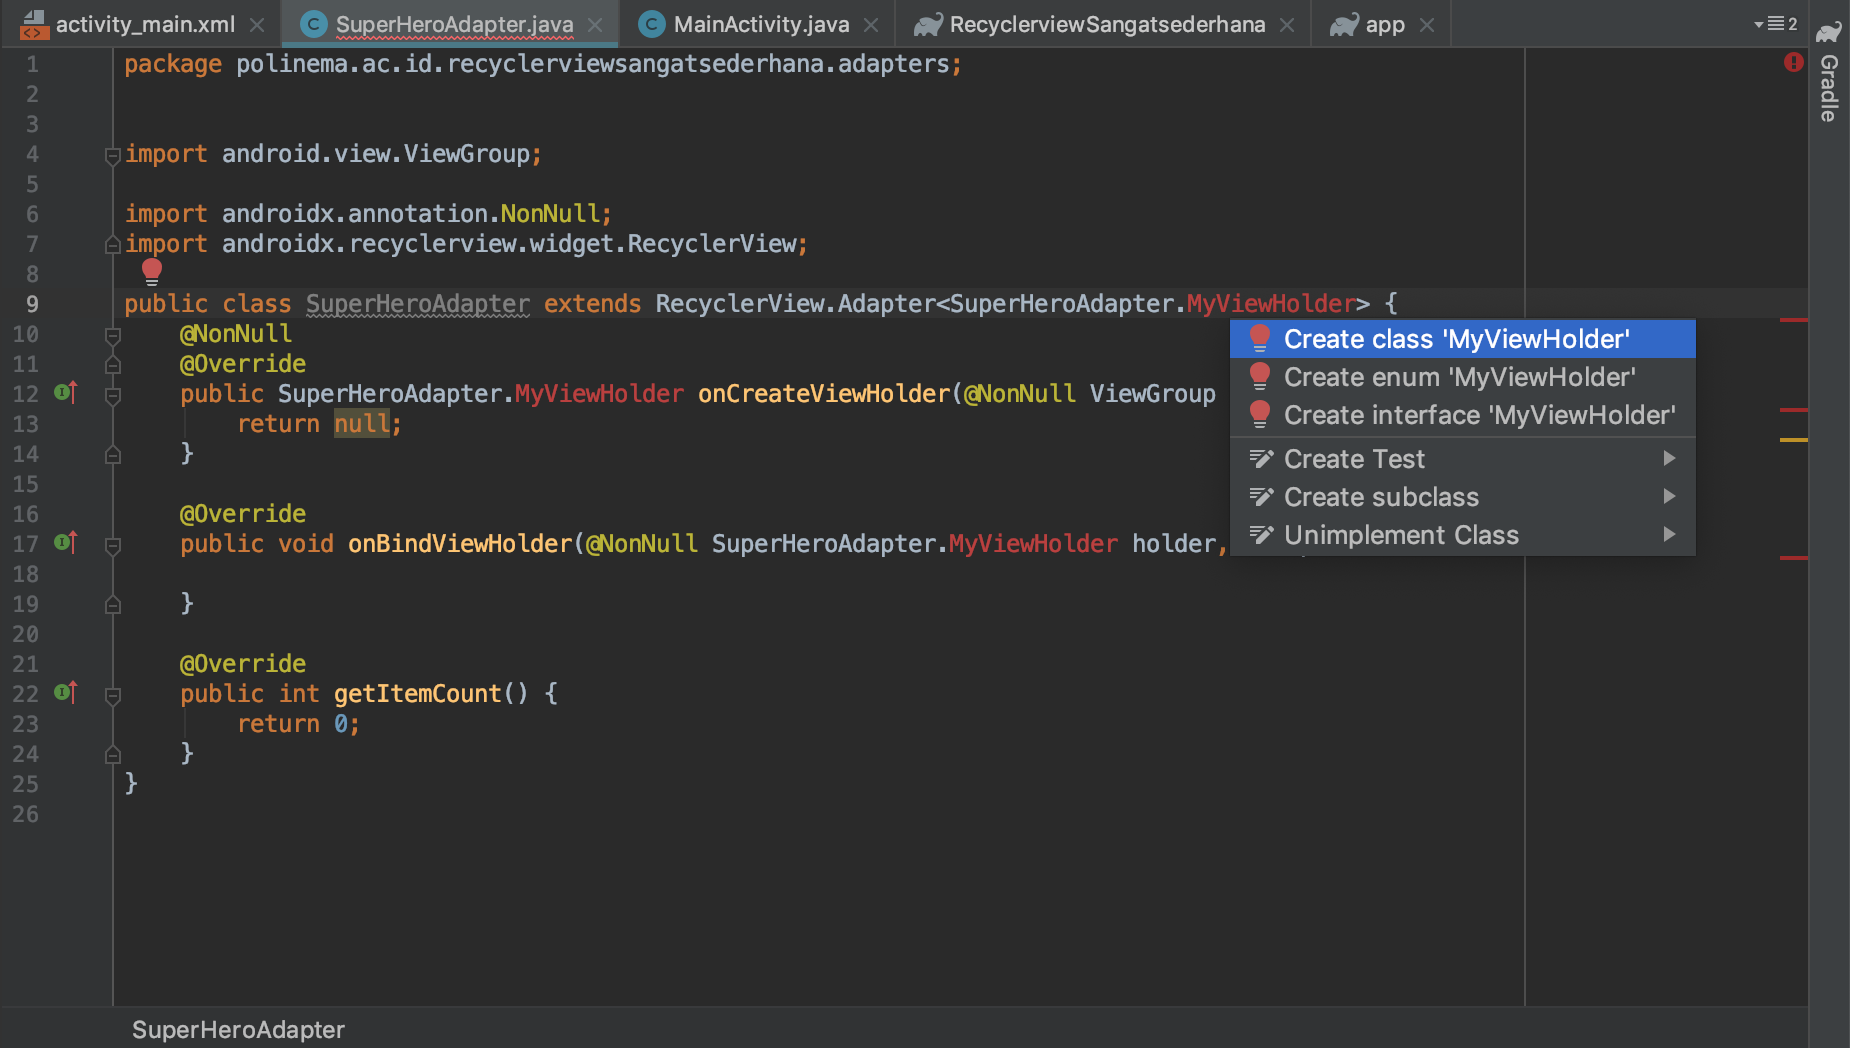 activity_main.xml SuperHeroAdapter.java MainActivity.java RecyclerviewSangatsederhana app 2
Gradle
1 package polinema.ac.id.recyclerviewsangatsederhana.adapters;
2
3
4 import android.view.ViewGroup;
5
6 import androidx.annotation.NonNull;
7 import androidx.recyclerview.widget.RecyclerView;
8
9 public class SuperHeroAdapter extends RecyclerView.Adapter<SuperHeroAdapter.MyViewHolder> {
10 @NonNull
11 @Override
12 public SuperHeroAdapter.MyViewHolder onCreateViewHolder(@NonNull ViewGroup
13 return null;
14 }
15
16 @Override
17 public void onBindViewHolder(@NonNull SuperHeroAdapter.MyViewHolder holder,
18
19 }
20
21 @Override
22 public int getItemCount() {
23 return 0;
24 }
25 }
26
Create class 'MyViewHolder'
Create enum 'MyViewHolder'
Create interface 'MyViewHolder'
Create Test
Create subclass
Unimplement Class
SuperHeroAdapter